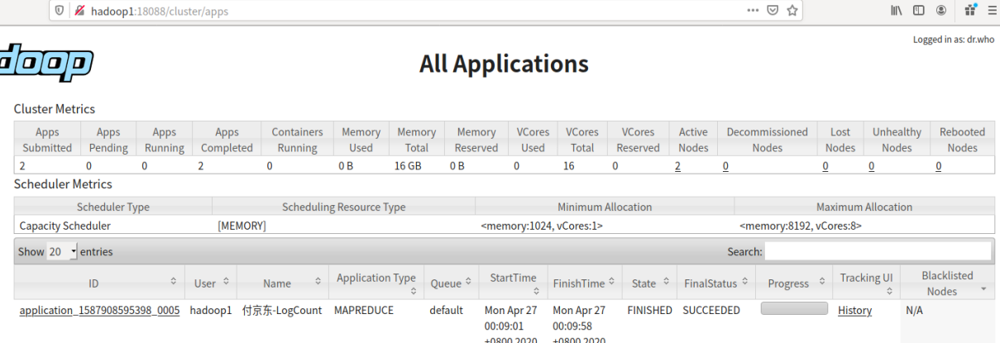 hadoop1:18088/cluster/apps
Logged in as: dr.who
doop
All Applications
Cluster Metrics
Apps Submitted Apps Pending Apps Running Apps Completed Containers Running Memory Used Memory Total Memory Reserved VCores Used VCores Total VCores Reserved Active Nodes Decommissioned Nodes Lost Nodes Unhealthy Nodes Rebooted Nodes
2 0 0 2 0 0 B 16 GB 0 B 0 16 0 2 0 0 0 0
Scheduler Metrics
Scheduler Type Scheduling Resource Type Minimum Allocation Maximum Allocation
Capacity Scheduler [MEMORY] <memory:1024, vCores:1> <memory:8192, vCores:8>
Show 20 entries Search:
ID User Name Application Type Queue StartTime FinishTime State FinalStatus Progress Tracking UI Blacklisted Nodes
application_1587908595398_0005 hadoop1 付京东-LogCount MAPREDUCE default Mon Apr 27 Mon Apr 27 FINISHED SUCCEEDED History N/A
00:09:01 00:09:58
+0800 2020 +0800 2020